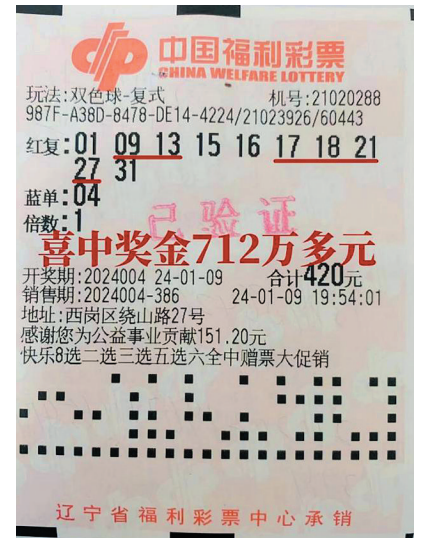 中国福利彩票
CHINA WELFARE LOTTERY
玩法:双色球-复式 机号:21020288
987F-A38D-8478-DE14-4224/21023926/60443
红复:01 09 13 15 16 17 18 21
27 31
蓝单:04
倍数:1
已验证
喜中奖金712万多元
开奖期:2024004 24-01-09 合计420元
销售期:2024004-386 24-01-09 19:54:01
地址:西岗区绕山路27号
感谢您为公益事业贡献151.20元
快乐8选二选三选五选六全中赠票大促销
辽宁省福利彩票中心承销